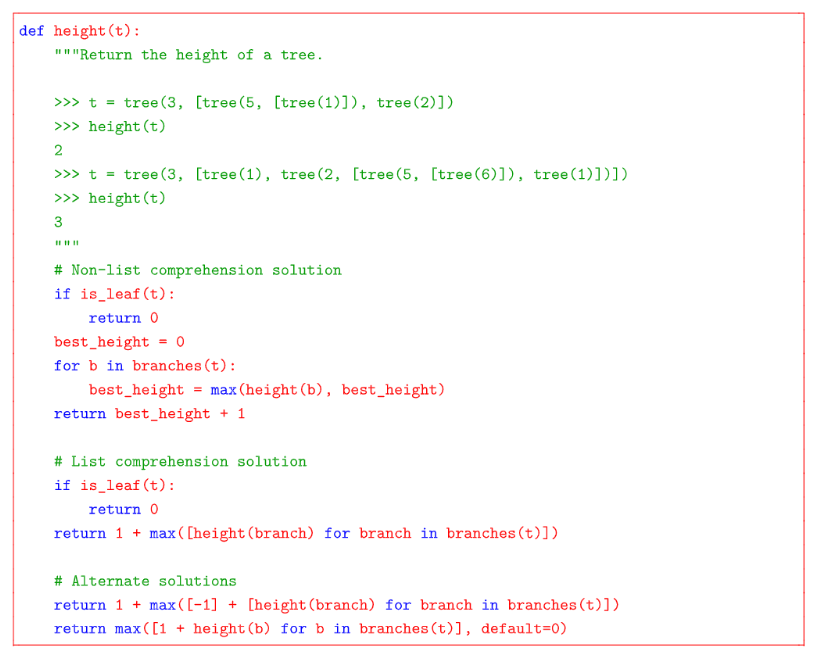 def height(t):
    """Return the height of a tree.

    >>> t = tree(3, [tree(5, [tree(1)]), tree(2)])
    >>> height(t)
    2
    >>> t = tree(3, [tree(1), tree(2, [tree(5, [tree(6)]), tree(1)])])
    >>> height(t)
    3
    """
    # Non-list comprehension solution
    if is_leaf(t):
        return 0
    best_height = 0
    for b in branches(t):
        best_height = max(height(b), best_height)
    return best_height + 1

    # List comprehension solution
    if is_leaf(t):
        return 0
    return 1 + max([height(branch) for branch in branches(t)])

    # Alternate solutions
    return 1 + max([-1] + [height(branch) for branch in branches(t)])
    return max([1 + height(b) for b in branches(t)], default=0)